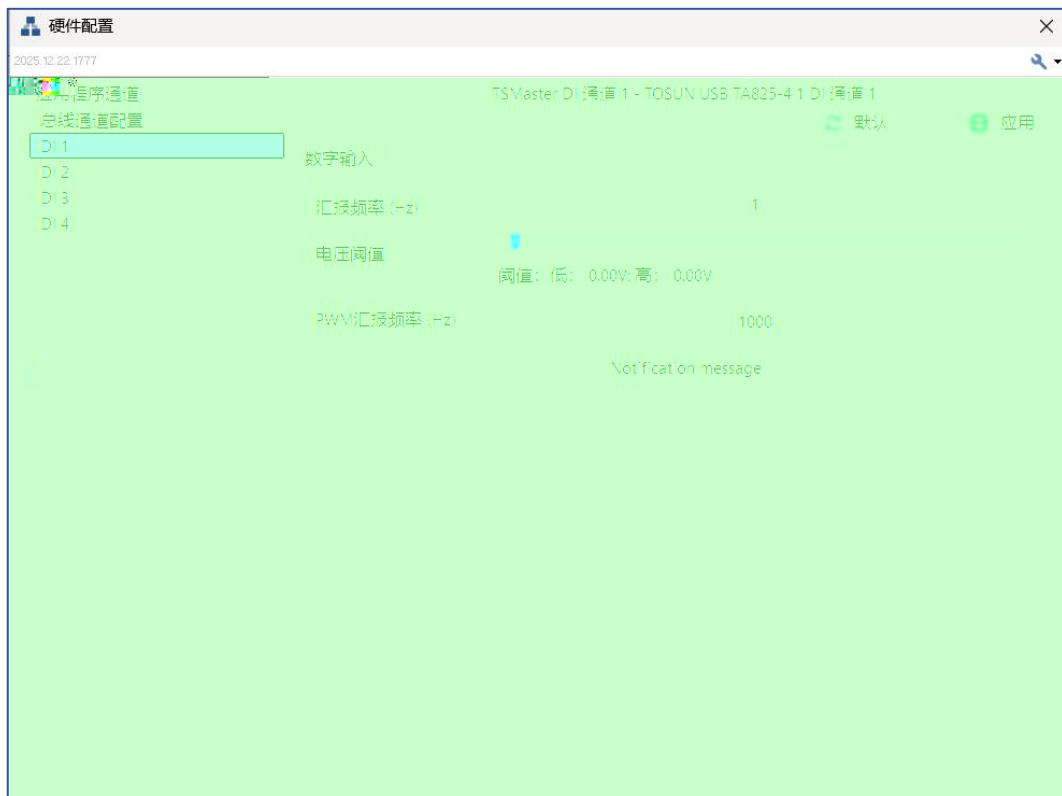 硬件配置
2025.12.22.1777
应用程序通道
TSMaster DI 通道 1 - TOSUN USB TA825-4 1 DI 通道 1
总线通道配置
默认
应用
DI 1
DI 2
DI 3
DI 4
数字输入
汇报频率 (Hz)
1
电压阈值
阈值: 低: 0.00V; 高: 0.00V
PWM汇报频率 (Hz)
1000
Notification message